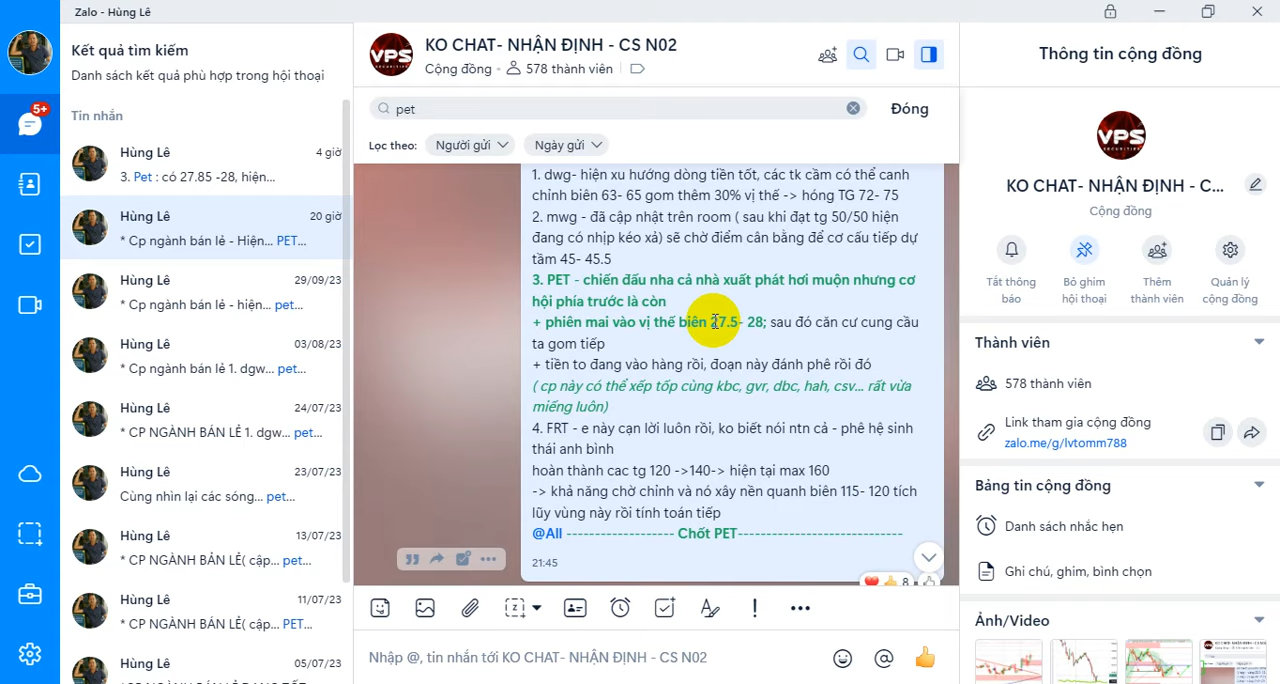 Zalo - Hùng Lê
5+
Kết quả tìm kiếm
Danh sách kết quả phù hợp trong hội thoại
Tin nhắn
Hùng Lê
4 giờ
3. Pet : có 27.85 -28, hiện...
Hùng Lê
20 giờ
* Cp ngành bán lẻ - Hiện... PET...
Hùng Lê
29/09/23
* Cp ngành bán lẻ - hiện... pet...
Hùng Lê
03/08/23
* Cp ngành bán lẻ 1. dgw... pet...
Hùng Lê
24/07/23
* CP NGÀNH BÁN LẺ 1. dgw... pet...
Hùng Lê
23/07/23
Cùng nhìn lại các sóng... pet...
Hùng Lê
13/07/23
* CP NGÀNH BÁN LẺ( cập... pet...
Hùng Lê
11/07/23
* CP NGÀNH BÁN LẺ( cập... PET...
Hùng Lê
05/07/23
VPS
KO CHAT- NHẬN ĐỊNH - CS N02
Cộng đồng - 578 thành viên
pet
Đóng
Lọc theo:
Người gửi
Ngày gửi
1. dwg- hiện xu hướng dòng tiền tốt, các tk cầm có thể canh
chỉnh biên 63- 65 gom thêm 30% vị thế -> hóng TG 72- 75
2. mwg - đã cập nhật trên room ( sau khi đạt tg 50/50 hiện
đang có nhịp kéo xả) sẽ chờ điểm cân bằng để cơ cấu tiếp dự
tầm 45- 45.5
3. PET - chiến đấu nha cả nhà xuất phát hơi muộn nhưng cơ
hội phía trước là còn
+ phiên mai vào vị thế biên 27.5- 28; sau đó căn cư cung cầu
ta gom tiếp
+ tiền to đang vào hàng rồi, đoạn này đánh phê rồi đó
( cp này có thể xếp tốp cùng kbc, gvr, dbc, hah, csv... rất vừa
miếng luôn)
4. FRT - e này cạn lời luôn rồi, ko biết nói ntn cả - phê hệ sinh
thái anh bình
hoàn thành cac tg 120 ->140-> hiện tại max 160
-> khả năng chờ chỉnh và nó xây nền quanh biên 115- 120 tích
lũy vùng này rồi tính toán tiếp
@All ------------------- Chốt PET-----------------------------
21:45
8
Nhập @, tin nhắn tới KO CHAT- NHẬN ĐỊNH - CS N02
Thông tin cộng đồng
VPS
SECURITIES
KO CHAT- NHẬN ĐỊNH - C...
Cộng đồng
Tắt thông
báo
Bỏ ghim
hội thoại
Thêm
thành viên
Quản lý
cộng đồng
Thành viên
578 thành viên
Link tham gia cộng đồng
zalo.me/g/lvtomm788
Bảng tin cộng đồng
Danh sách nhắc hẹn
Ghi chú, ghim, bình chọn
Ảnh/Video